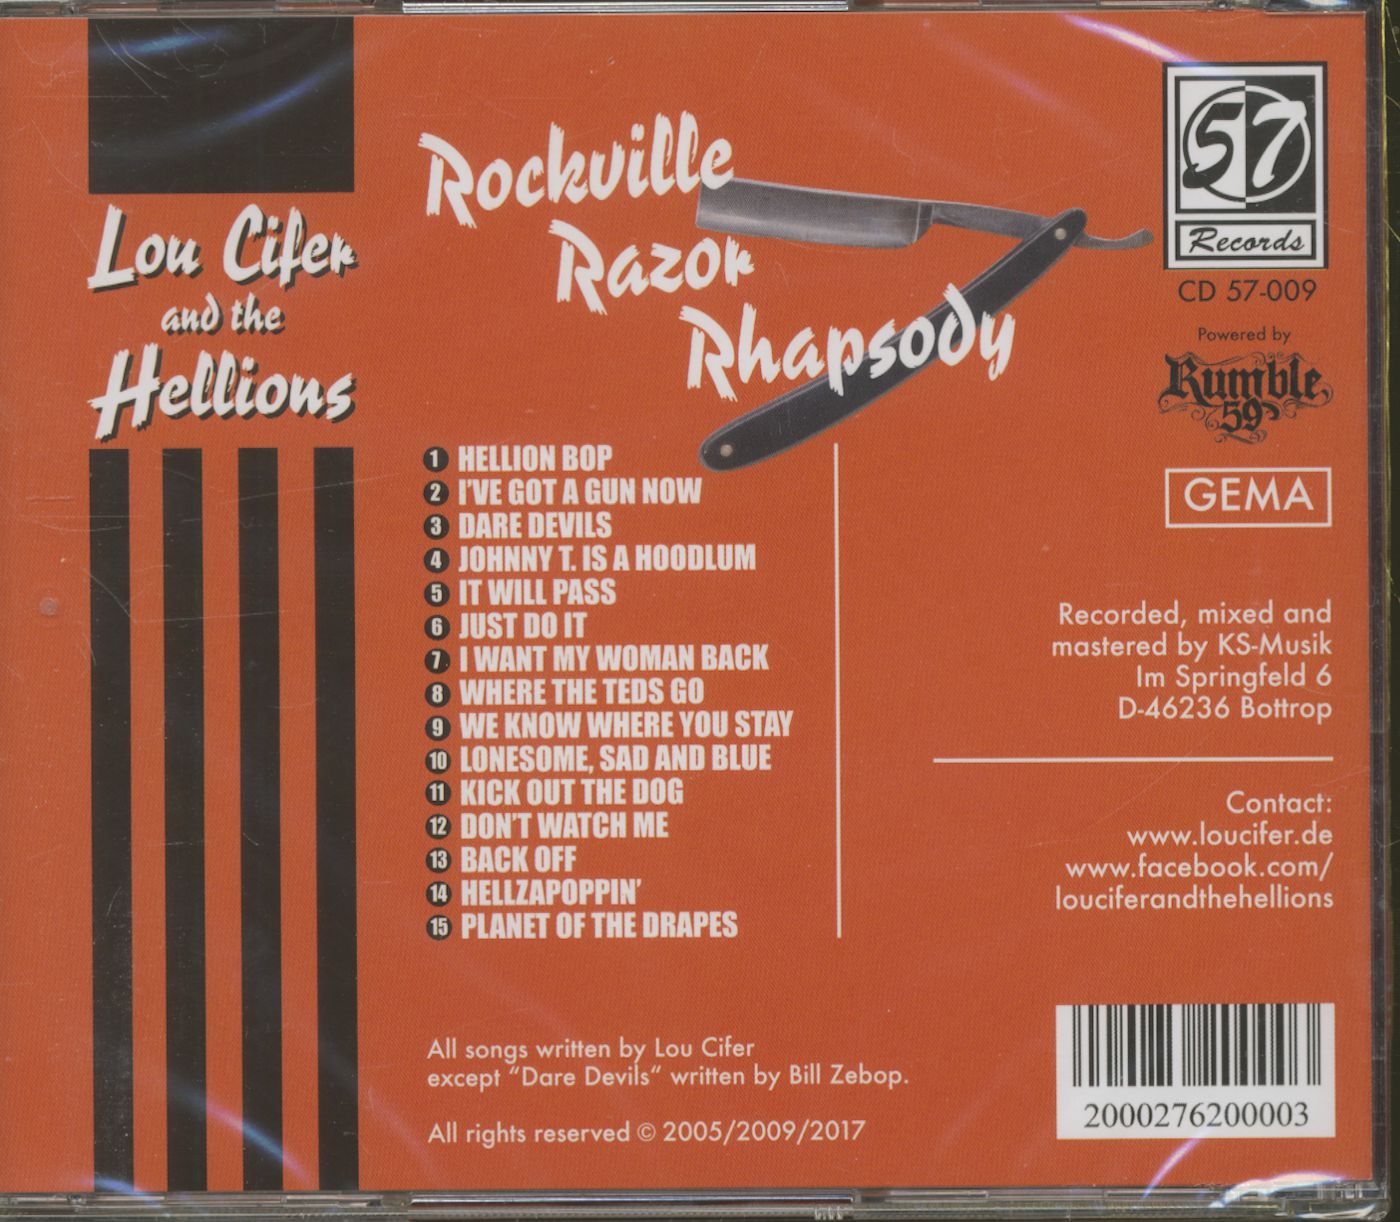 Lou Cifer
and the
Hellions
Rockville
Razor
Rhapsody
1 HELLION BOP
2 I'VE GOT A GUN NOW
3 DARE DEVILS
4 JOHNNY T. IS A HOODLUM
5 IT WILL PASS
6 JUST DO IT
7 I WANT MY WOMAN BACK
8 WHERE THE TEDS GO
9 WE KNOW WHERE YOU STAY
10 LONESOME, SAD AND BLUE
11 KICK OUT THE DOG
12 DON'T WATCH ME
13 BACK OFF
14 HELLZAPOPPIN'
15 PLANET OF THE DRAPES
All songs written by Lou Cifer
except “Dare Devils“ written by Bill Zebop.
All rights reserved © 2005/2009/2017
57
Records
CD 57-009
Powered by
Rumble
59
GEMA
Recorded, mixed and
mastered by KS-Musik
Im Springfeld 6
D-46236 Bottrop
Contact:
www.loucifer.de
www.facebook.com/
louciferandthehellions
2000276200003